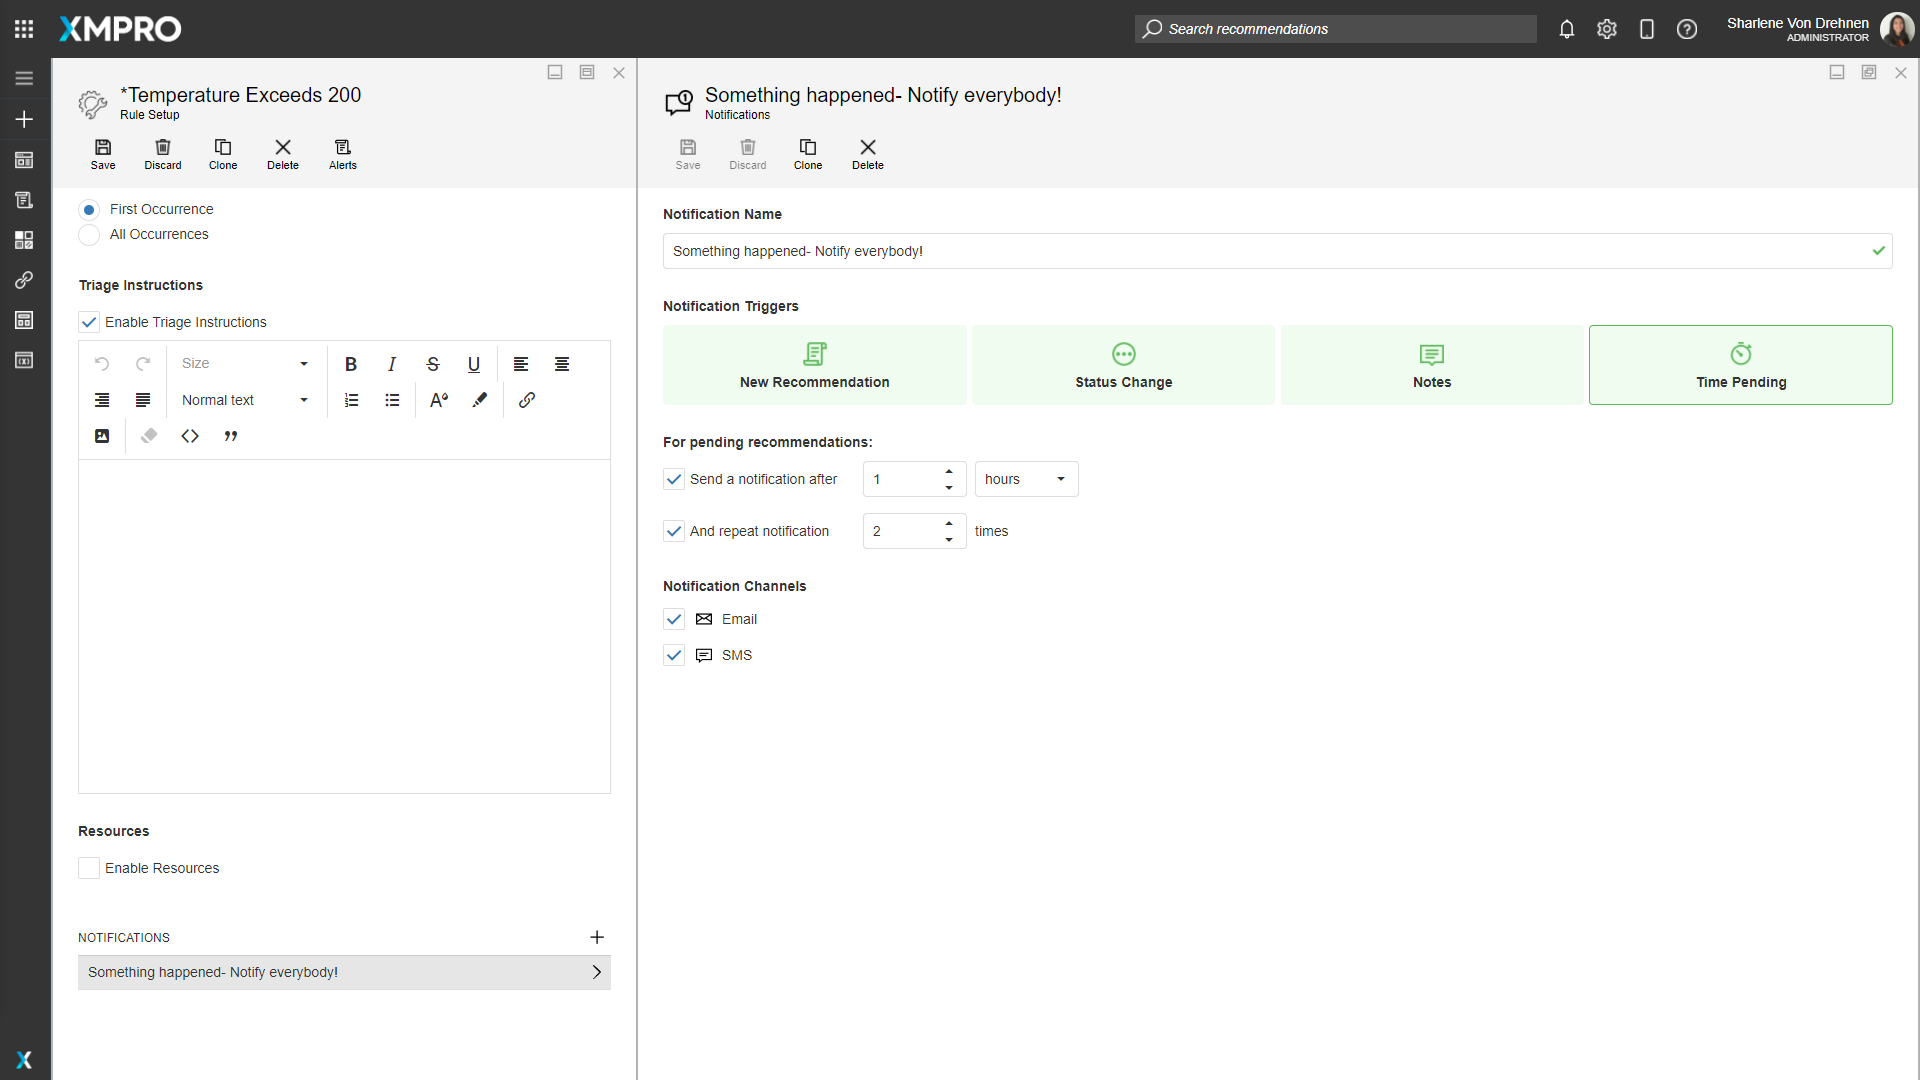 XMPRO
Search recommendations
Sharlene Von Drehnen
ADMINISTRATOR
*Temperature Exceeds 200
Rule Setup
Save Discard Clone Delete Alerts
First Occurrence
All Occurrences
Triage Instructions
Enable Triage Instructions
Size
Normal text
Resources
Enable Resources
NOTIFICATIONS
Something happened- Notify everybody!
Something happened- Notify everybody!
Notifications
Save Discard Clone Delete
Notification Name
Something happened- Notify everybody!
Notification Triggers
New Recommendation Status Change Notes Time Pending
For pending recommendations:
Send a notification after 1 hours
And repeat notification 2 times
Notification Channels
Email
SMS